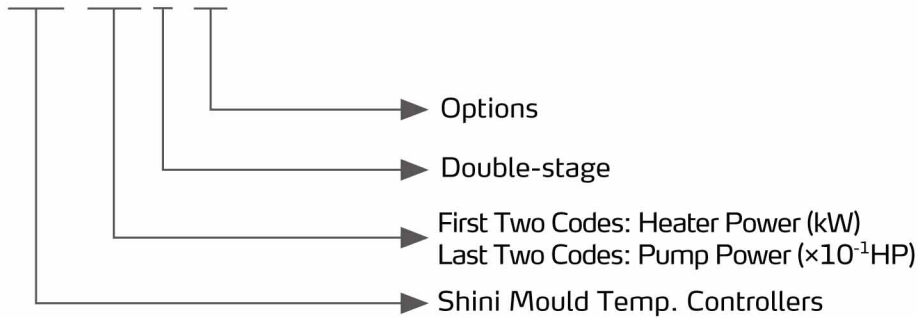 Options
Double-stage
First Two Codes: Heater Power (kW)
Last Two Codes: Pump Power (×10⁻¹HP)
Shini Mould Temp. Controllers